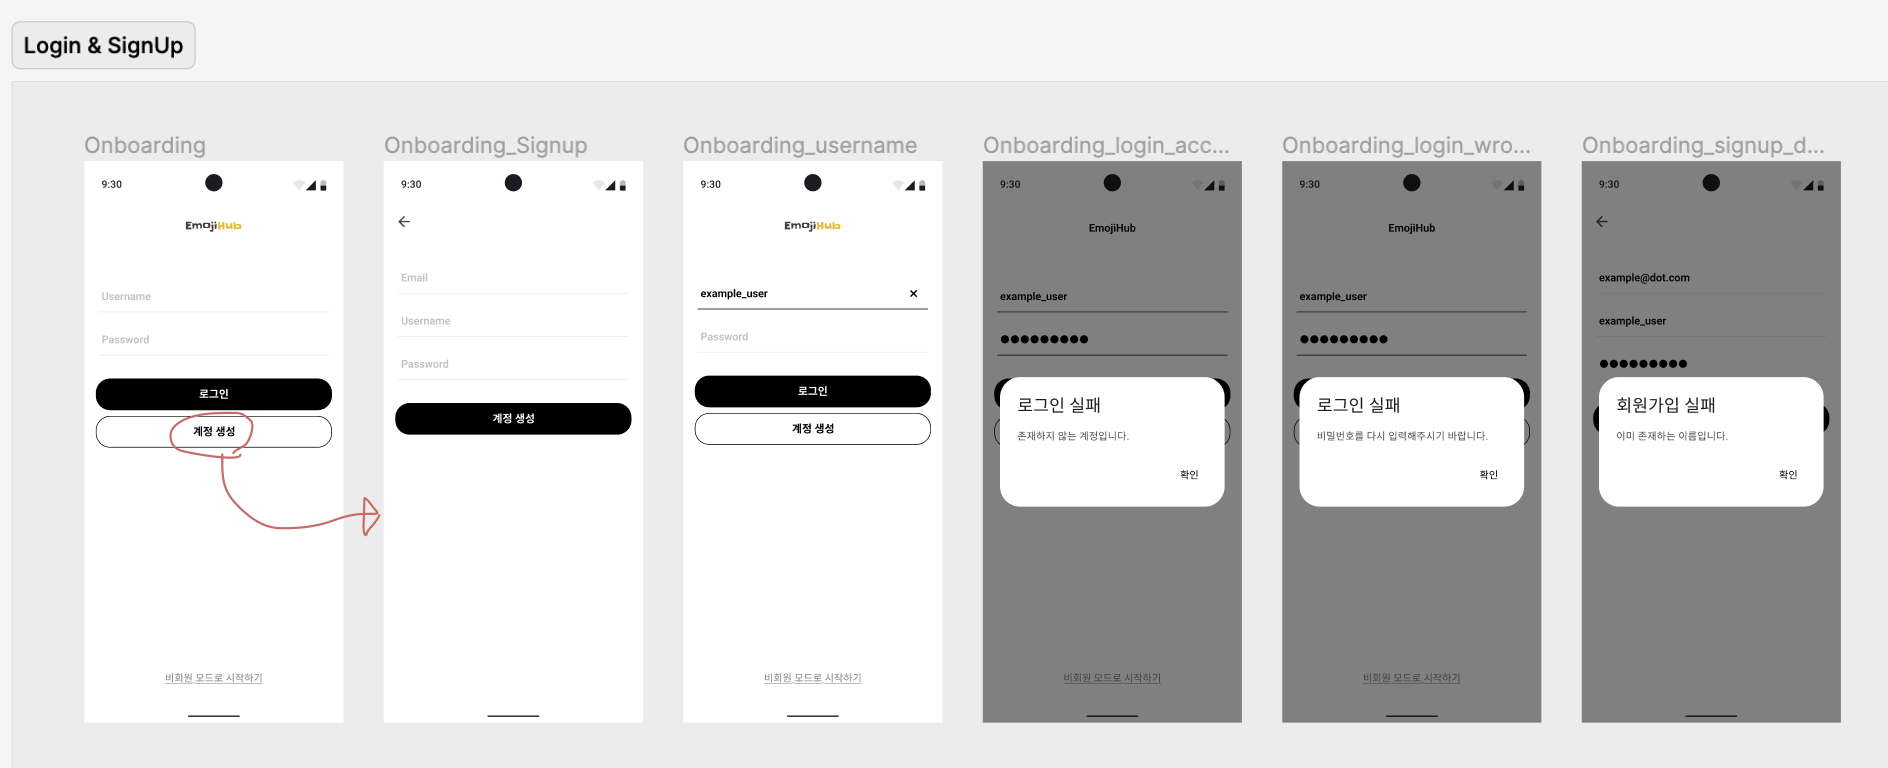 Login & SignUp
Onboarding
9:30
EmojiHub
Username
Password
로그인
계정 생성
비회원 모드로 시작하기
Onboarding_Signup
9:30
Email
Username
Password
계정 생성
Onboarding_username
9:30
EmojiHub
example_user
Password
로그인
계정 생성
비회원 모드로 시작하기
Onboarding_login_acc...
9:30
EmojiHub
example_user
로그인 실패
존재하지 않는 계정입니다.
확인
비회원 모드로 시작하기
Onboarding_login_wro...
9:30
EmojiHub
example_user
로그인 실패
비밀번호를 다시 입력해주시기 바랍니다.
확인
비회원 모드로 시작하기
Onboarding_signup_d...
9:30
example@dot.com
example_user
회원가입 실패
이미 존재하는 이름입니다.
확인